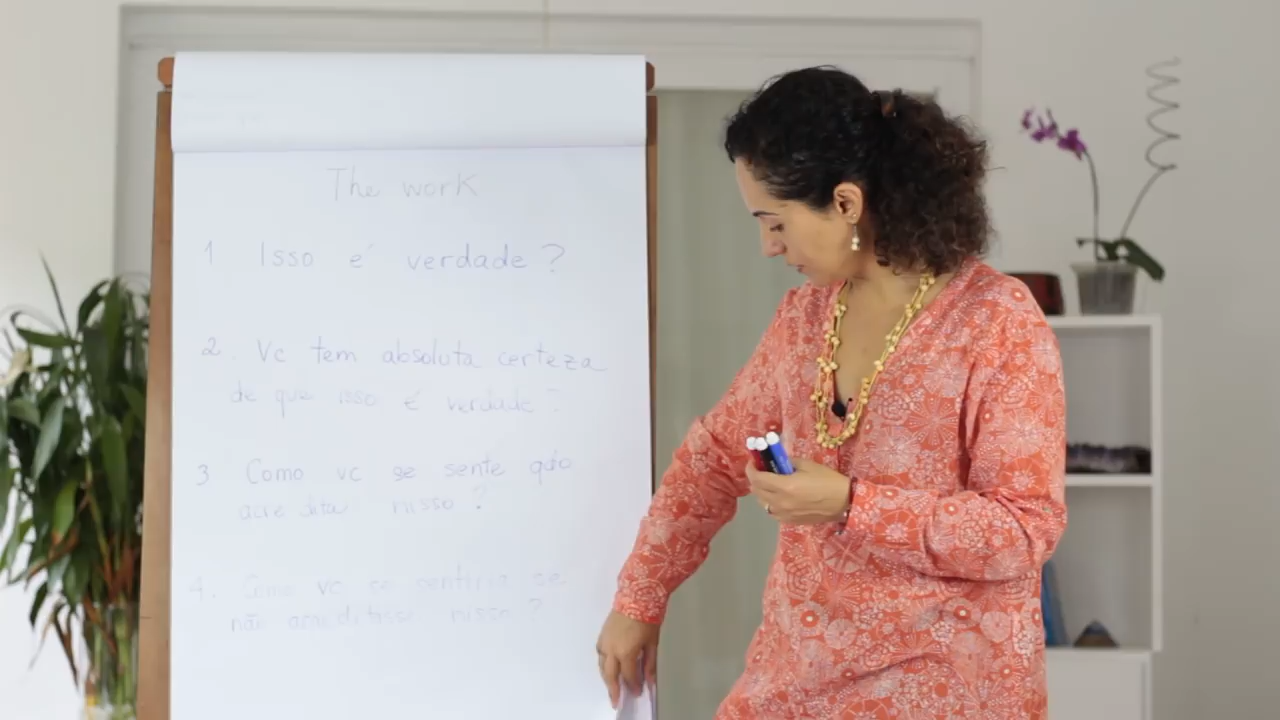 The work
1 Isso é verdade?
2. Vc tem absoluta certeza
de que isso é verdade?
3 Como vc se sente qdo
acredita nisso?
4. Como vc se sentiria se
não acreditasse nisso?